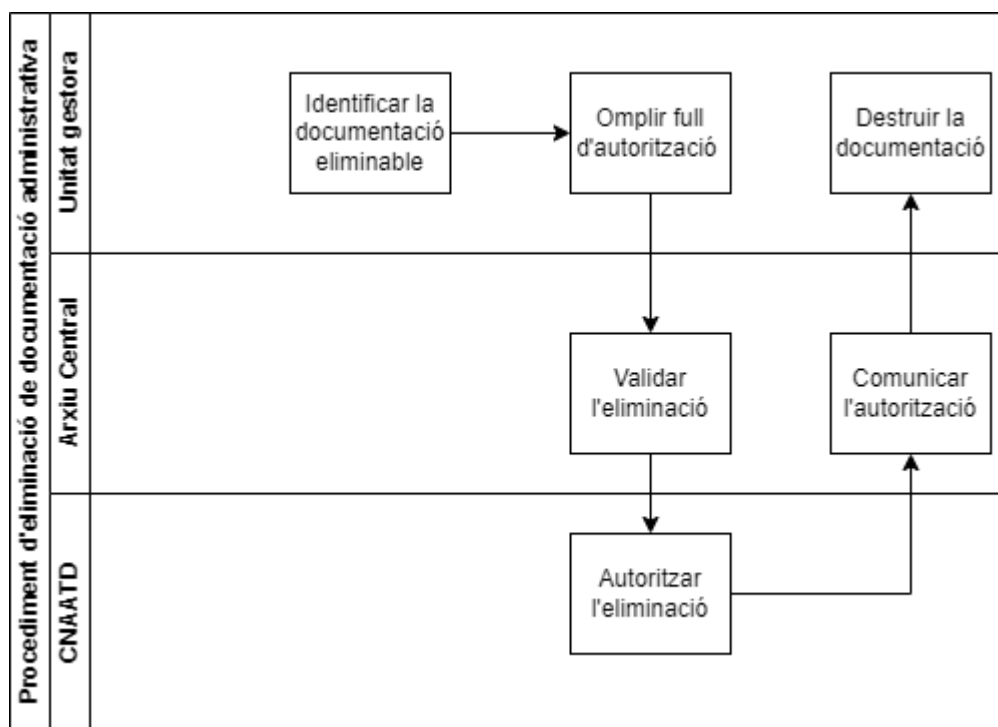 Procediment d'eliminació de documentació administrativa
Unitat gestora
Identificar la
documentació
eliminable
Omplir full
d'autorització
Destruir la
documentació
Arxiu Central
Validar
l'eliminació
Comunicar
l'autorització
CNAATD
Autoritzar
l'eliminació